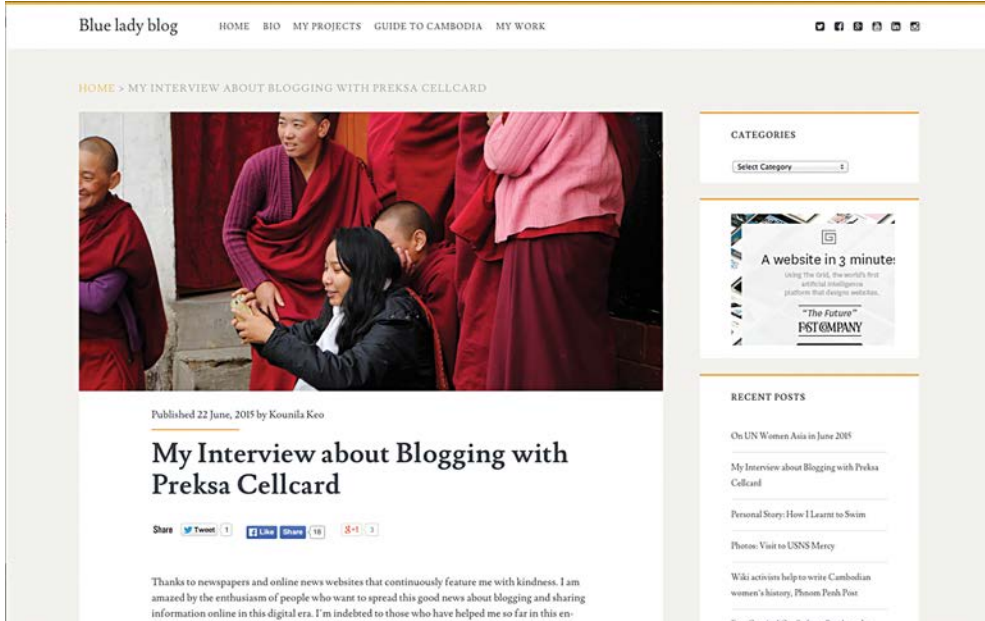 Blue lady blog
HOME BIO MY PROJECTS GUIDE TO CAMBODIA MY WORK
HOME > MY INTERVIEW ABOUT BLOGGING WITH PREKSA CELLCARD
Published 22 June, 2015 by Kounila Keo
My Interview about Blogging with
Preksa Cellcard
Share Tweet 1 Like Share 18 g+1 3
Thanks to newspapers and online news websites that continuously feature me with kindness. I am
amazed by the enthusiasm of people who want to spread this good news about blogging and sharing
information online in this digital era. I'm indebted to those who have helped me so far in this en-
CATEGORIES
Select Category
A website in 3 minutes
Using The Grid, the world's first
artificial intelligence
platform that designs websites.
"The Future"
FAST COMPANY
RECENT POSTS
On UN Women Asia in June 2015
My Interview about Blogging with Preksa
Cellcard
Personal Story: How I Learnt to Swim
Photos: Visit to USNS Mercy
Wiki activists help to write Cambodian
women's history, Phnom Penh Post